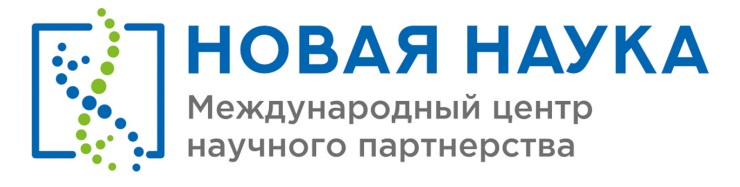 НОВАЯ НАУКА
Международный центр
научного партнерства